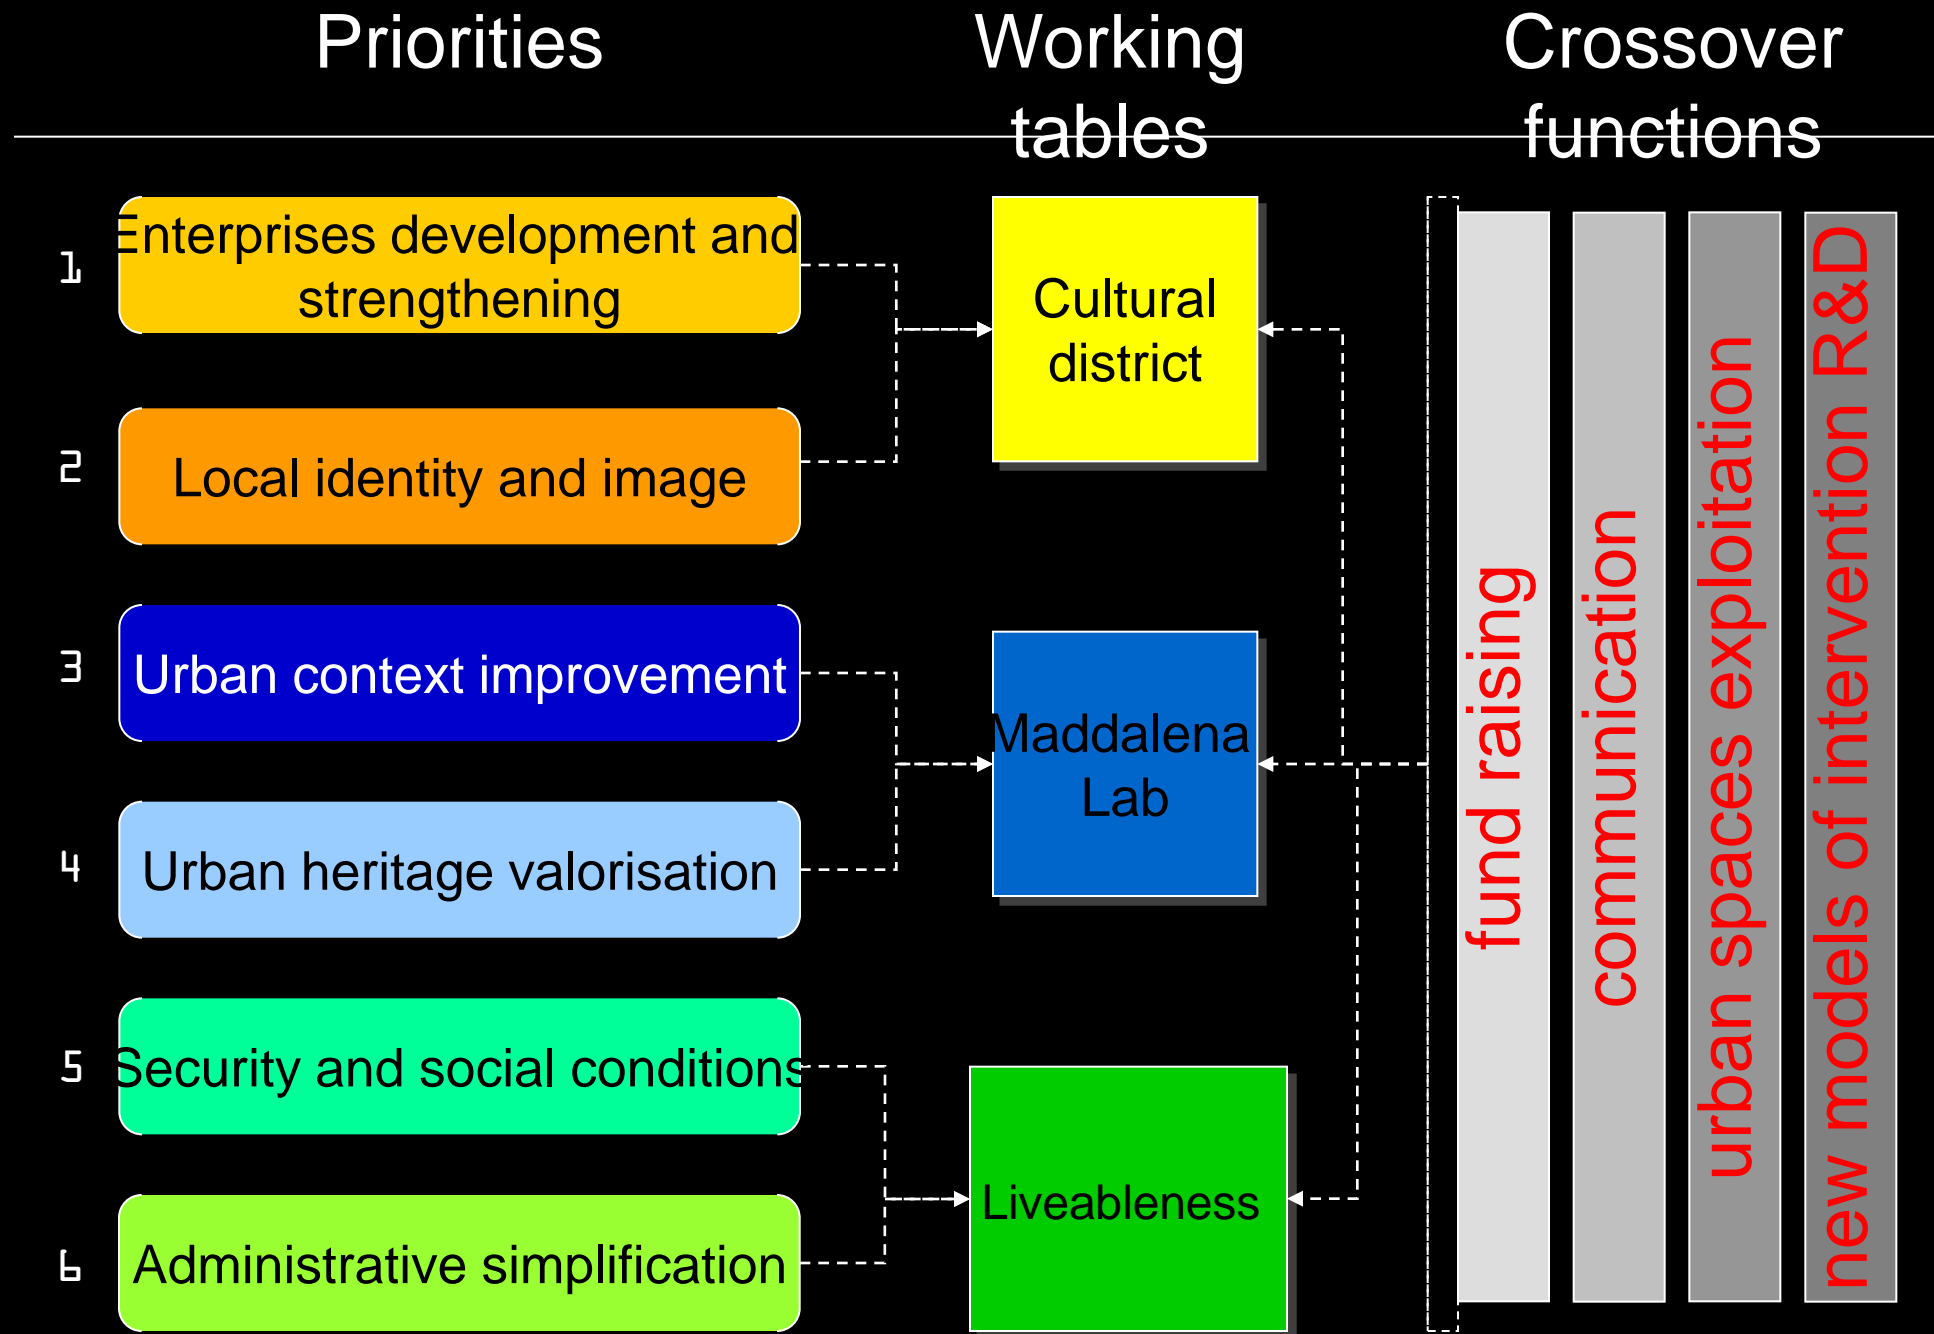 Priorities
Working
tables
Crossover
functions
1
Enterprises development and
strengthening
2
Local identity and image
3
Urban context improvement
4
Urban heritage valorisation
5
Security and social conditions
6
Administrative simplification
Cultural
district
Maddalena
Lab
Liveableness
fund raising
communication
urban spaces exploitation
new models of intervention R&D